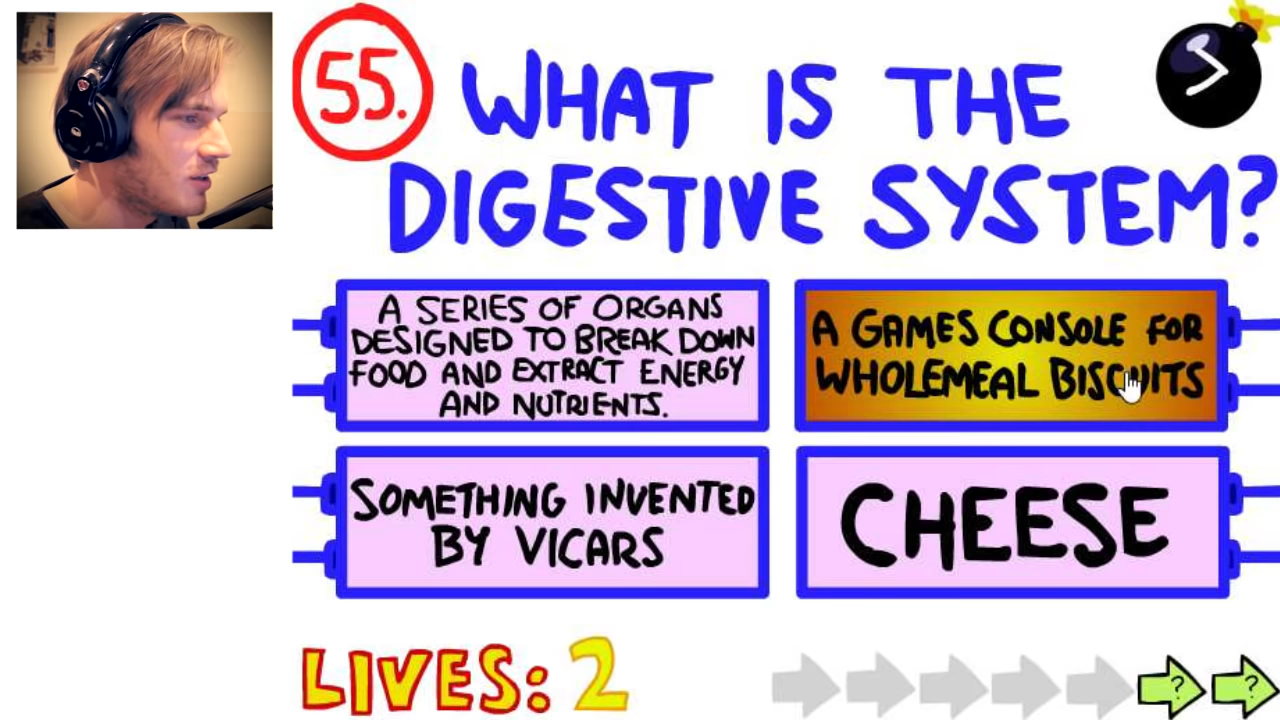 55.
WHAT IS THE
DIGESTIVE SYSTEM?
A SERIES OF ORGANS
DESIGNED TO BREAK DOWN
FOOD AND EXTRACT ENERGY
AND NUTRIENTS.
A GAMES CONSOLE FOR
WHOLEMEAL BISCUITS
SOMETHING INVENTED
BY VICARS
CHEESE
LIVES: 2
? ?